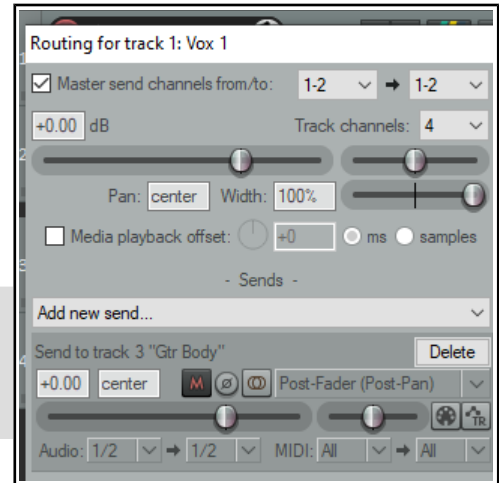 Routing for track 1: Vox 1
Master send channels from/to: 1-2 → 1-2
+0.00 dB Track channels: 4
Pan: center Width: 100%
Media playback offset: +0 ms samples
- Sends -
Add new send...
Send to track 3 "Gtr Body" Delete
+0.00 center M Ø Post-Fader (Post-Pan)
TR
Audio: 1/2 → 1/2 MIDI: All → All